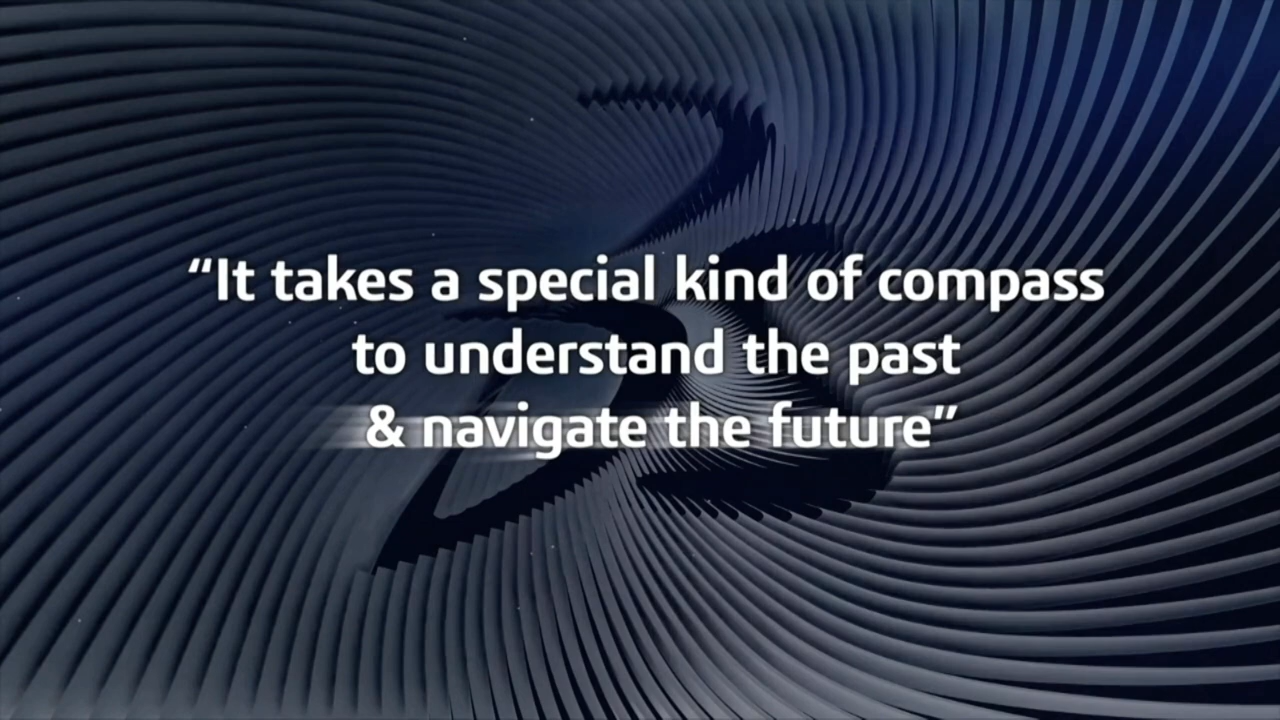 “It takes a special kind of compass
to understand the past
& navigate the future”